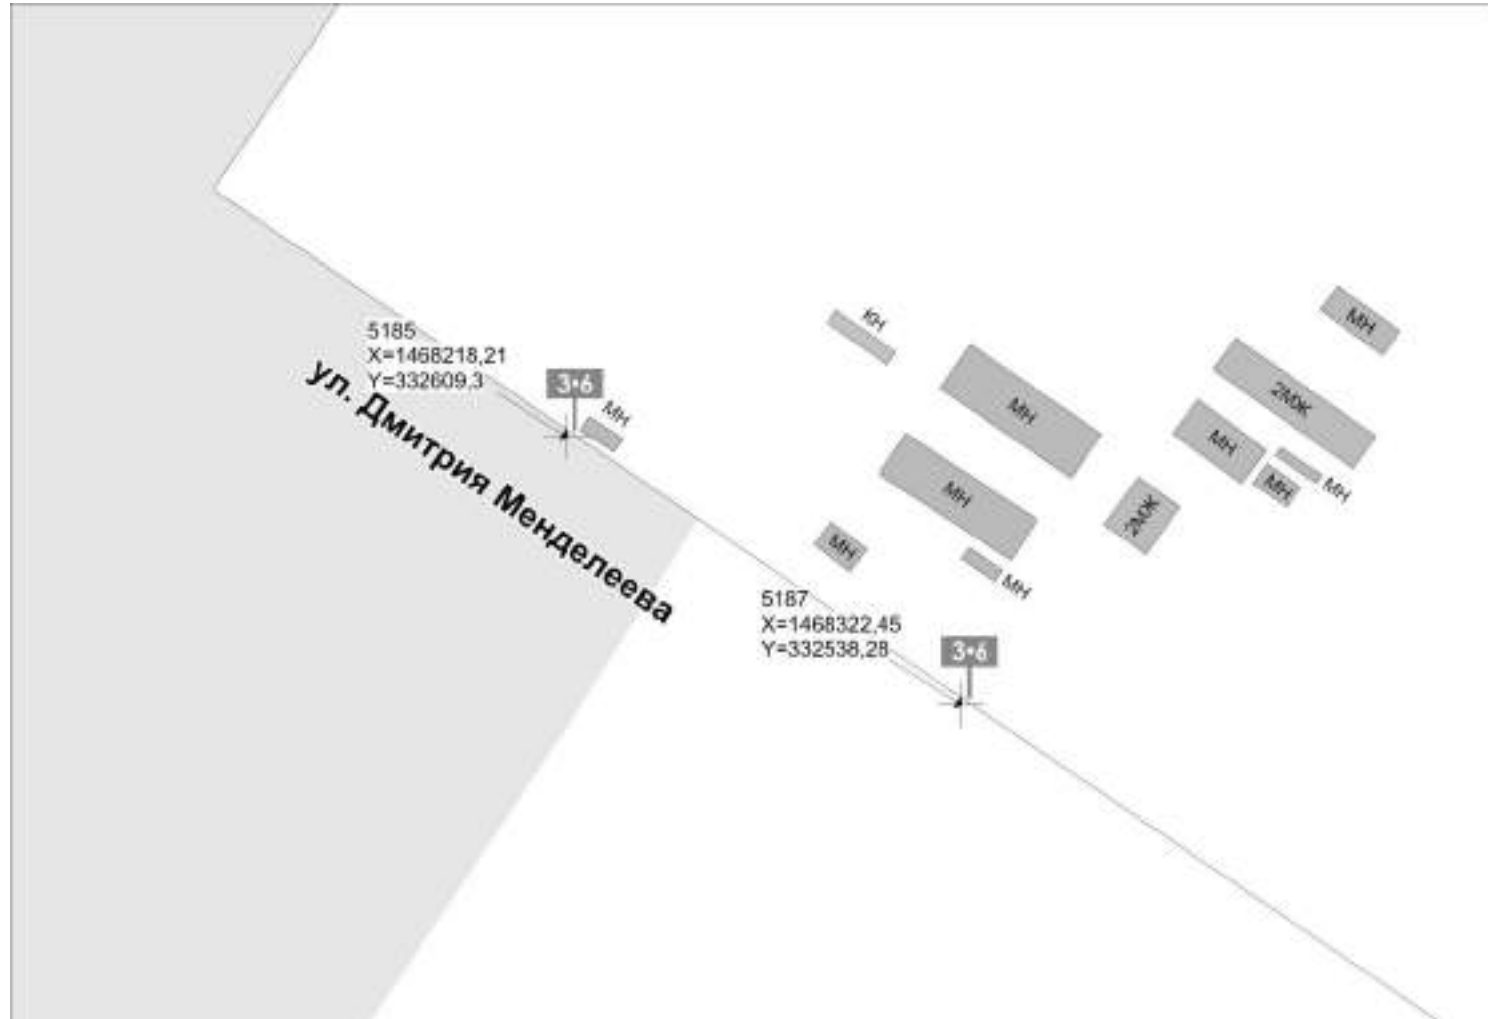 5185
X=1468218,21
Y=332609,3
3•6
МН
ул. Дмитрия Менделеева
КН
МН
МН
2МЖ
МН
МН
МН
МН
МН
МН
2МЖ
МН
5187
X=1468322,45
Y=332538,28
3•6